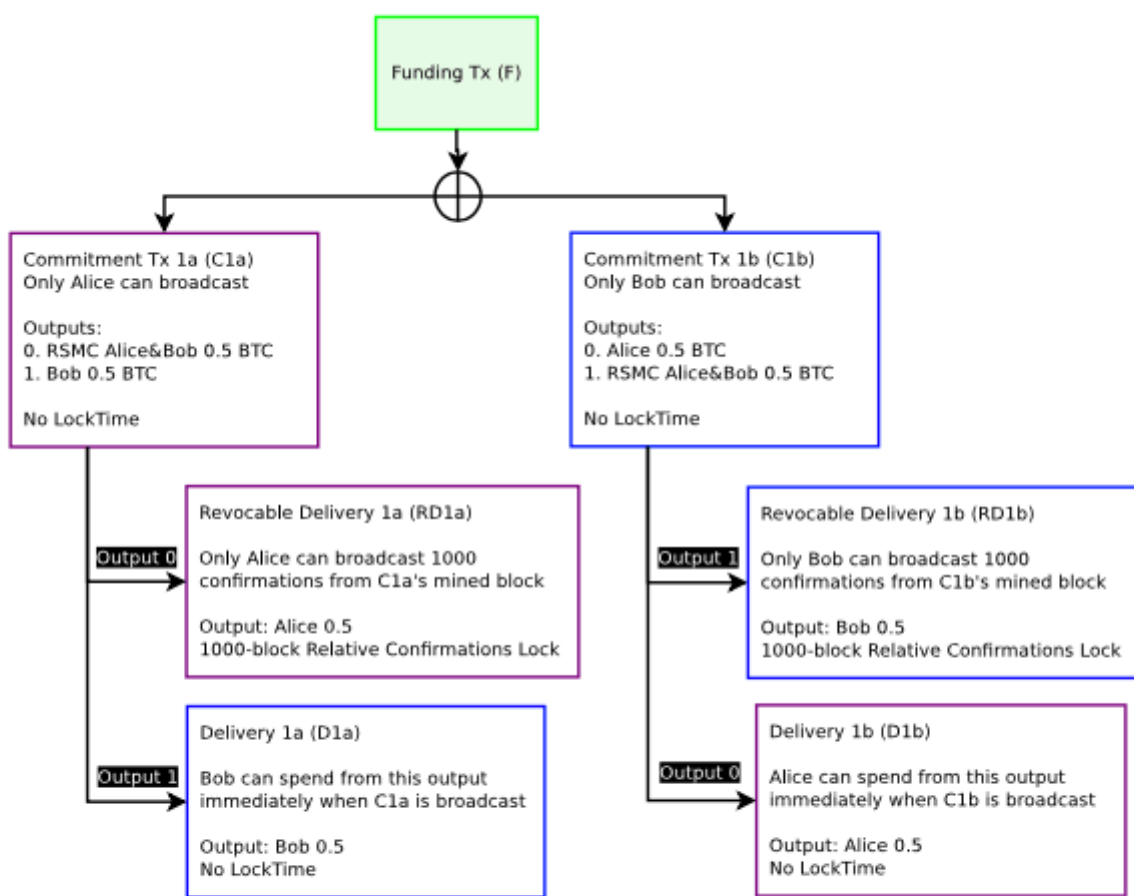 Funding Tx (F)
Commitment Tx 1a (C1a)
Only Alice can broadcast
Outputs:
0. RSMC Alice&Bob 0.5 BTC
1. Bob 0.5 BTC
No LockTime
Commitment Tx 1b (C1b)
Only Bob can broadcast
Outputs:
0. Alice 0.5 BTC
1. RSMC Alice&Bob 0.5 BTC
No LockTime
Output 0
Revocable Delivery 1a (RD1a)
Only Alice can broadcast 1000
confirmations from C1a's mined block
Output: Alice 0.5
1000-block Relative Confirmations Lock
Output 1
Revocable Delivery 1b (RD1b)
Only Bob can broadcast 1000
confirmations from C1b's mined block
Output: Bob 0.5
1000-block Relative Confirmations Lock
Output 1
Delivery 1a (D1a)
Bob can spend from this output
immediately when C1a is broadcast
Output: Bob 0.5
No LockTime
Output 0
Delivery 1b (D1b)
Alice can spend from this output
immediately when C1b is broadcast
Output: Alice 0.5
No LockTime